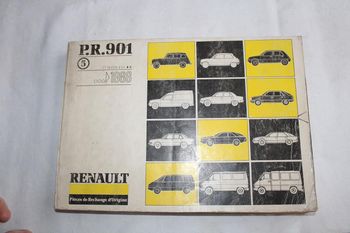 P.R.901
5
1988
RENAULT
Pièces de Rechange d'Origine